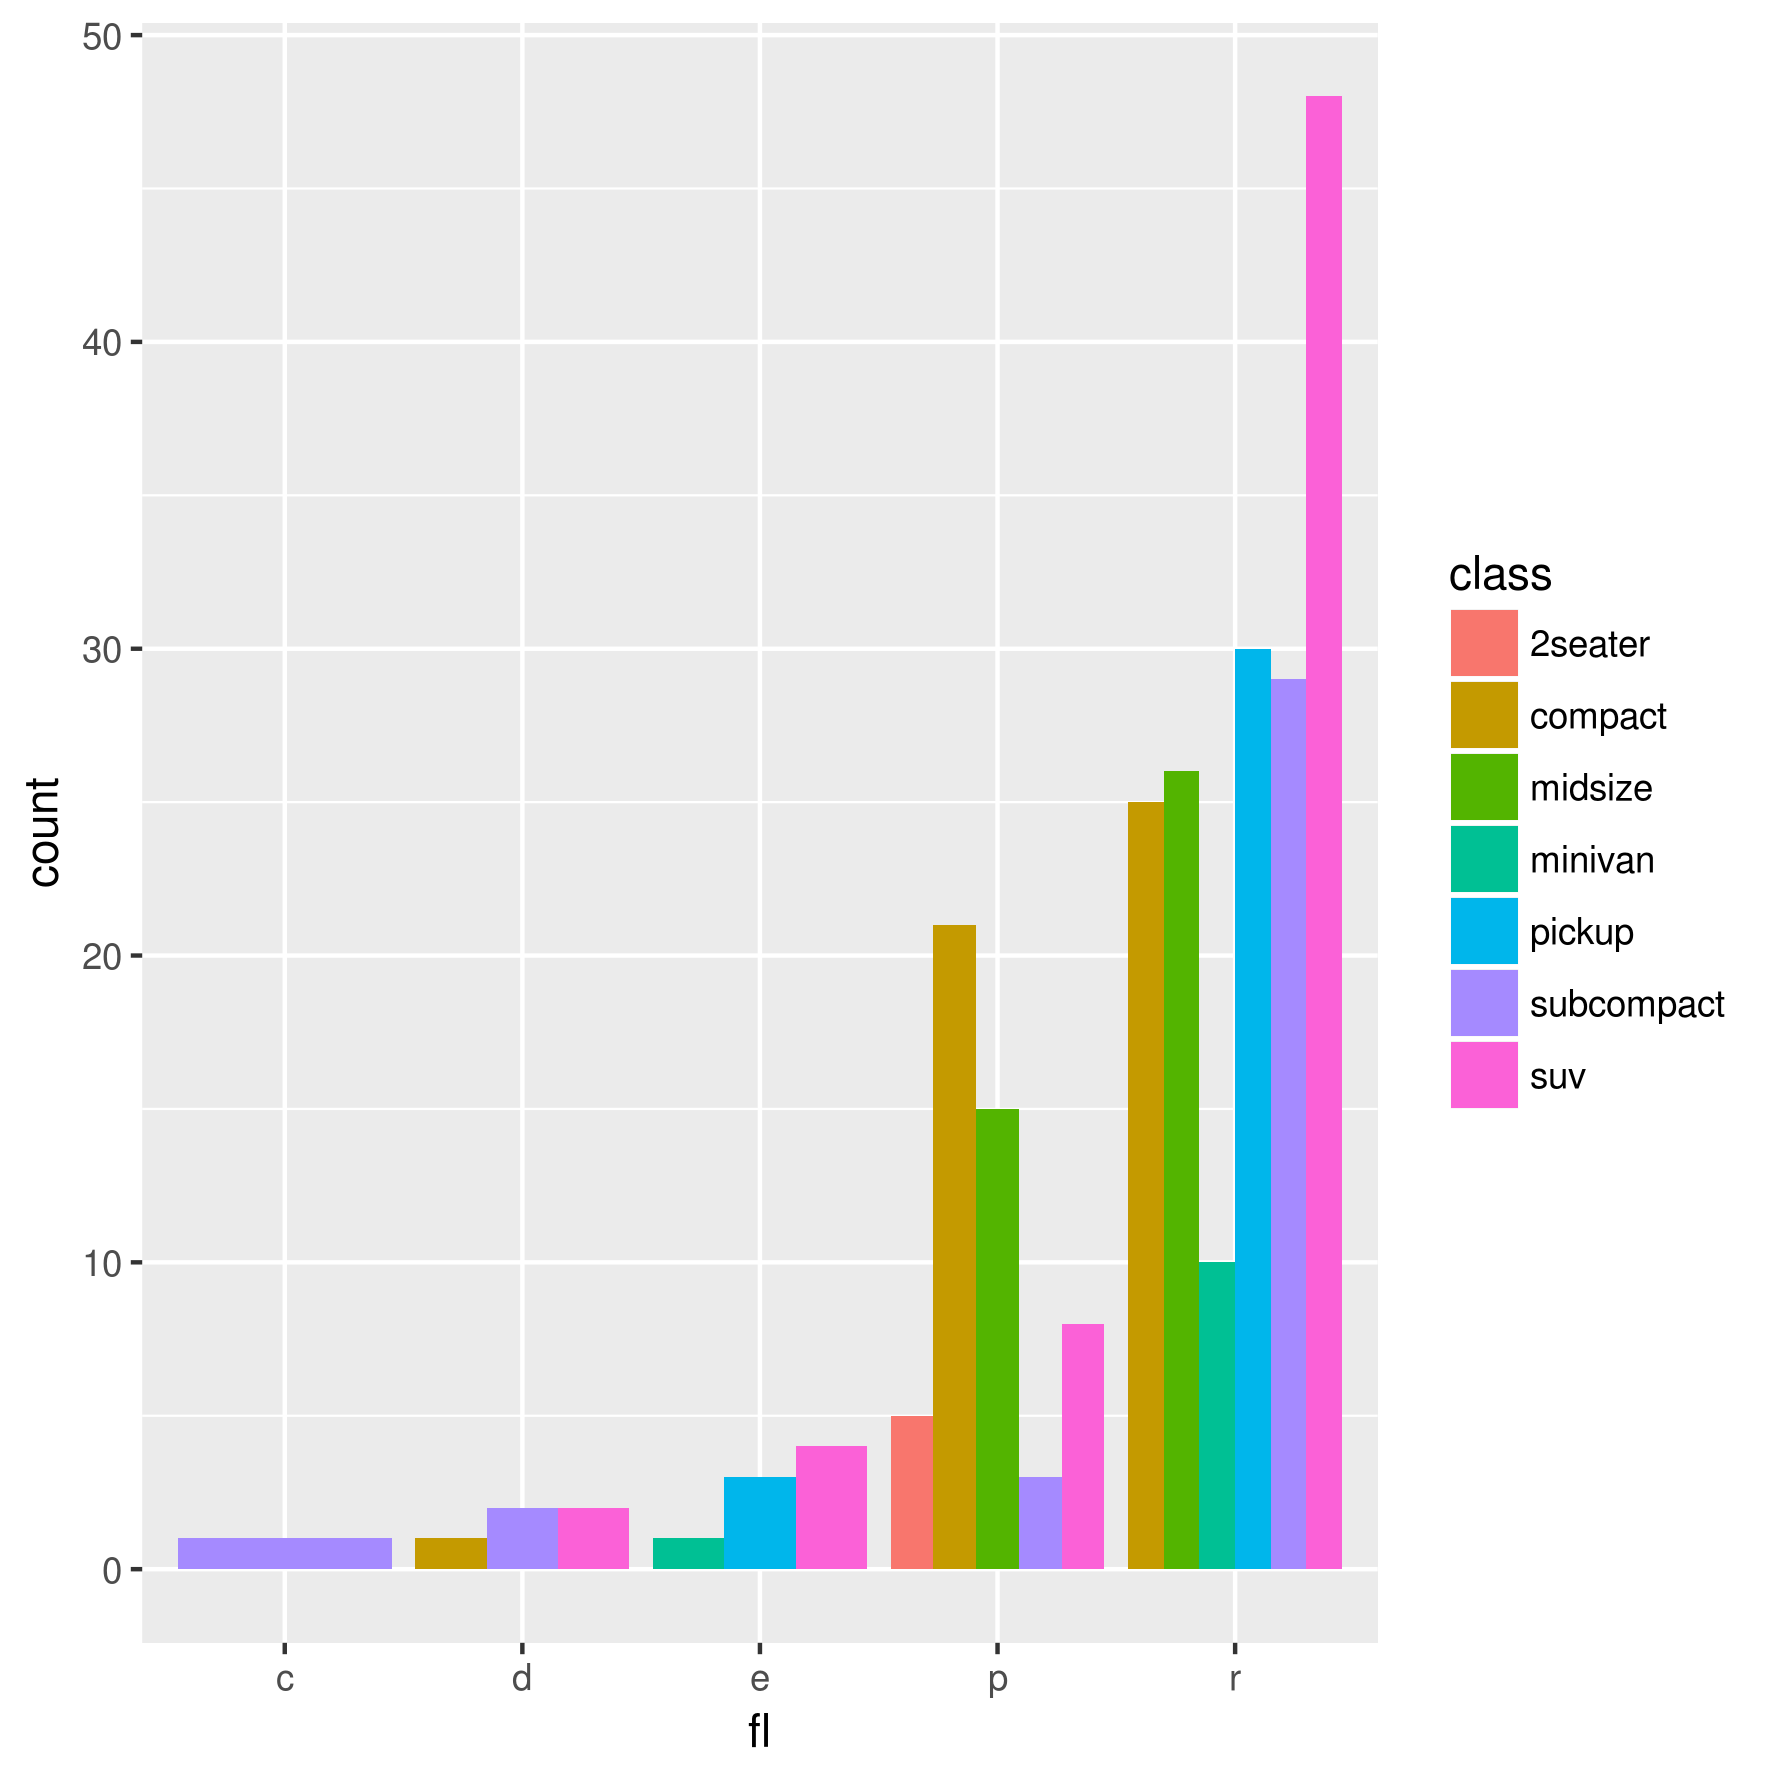 50
40
30
20
10
0
count
c d e p r
fl
class
2seater
compact
midsize
minivan
pickup
subcompact
suv